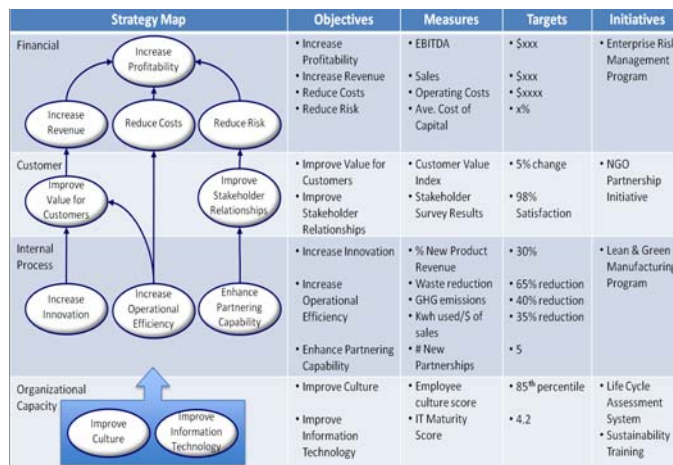 Strategy Map
Objectives
Measures
Targets
Initiatives
Financial
Increase
Profitability
Increase
Revenue
Reduce Costs
Reduce Risk
• Increase
Profitability
• Increase Revenue
• Reduce Costs
• Reduce Risk
• EBITDA
• Sales
• Operating Costs
• Ave. Cost of
Capital
• $xxx
• $xxx
• $xxxx
• x%
• Enterprise Risk
Management
Program
Customer
Improve
Value for
Customers
Improve
Stakeholder
Relationships
• Improve Value for
Customers
• Improve
Stakeholder
Relationships
• Customer Value
Index
• Stakeholder
Survey Results
• 5% change
• 98%
Satisfaction
• NGO
Partnership
Initiative
Internal
Process
Increase
Innovation
Increase
Operational
Efficiency
Enhance
Partnering
Capability
• Increase Innovation
• Increase
Operational
Efficiency
• Enhance Partnering
Capability
• % New Product
Revenue
• Waste reduction
• GHG emissions
• Kwh used/$ of
sales
• # New
Partnerships
• 30%
• 65% reduction
• 40% reduction
• 35% reduction
• 5
• Lean & Green
Manufacturing
Program
Organizational
Capacity
Improve
Culture
Improve
Information
Technology
• Improve Culture
• Improve
Information
Technology
• Employee
culture score
• IT Maturity
Score
• 85th percentile
• 4.2
• Life Cycle
Assessment
System
• Sustainability
Training